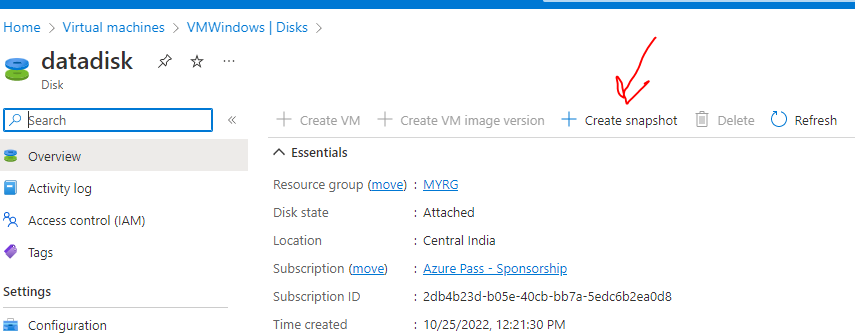 Home > Virtual machines > VMWindows | Disks >
datadisk ...
Disk
Search «
+ Create VM + Create VM image version + Create snapshot Delete Refresh
Overview
Activity log
Access control (IAM)
Tags
Settings
Configuration
Essentials
Resource group (move) : MYRG
Disk state : Attached
Location : Central India
Subscription (move) : Azure Pass - Sponsorship
Subscription ID : 2db4b23d-b05e-40cb-bb7a-5edc6b2ea0d8
Time created : 10/25/2022, 12:21:30 PM